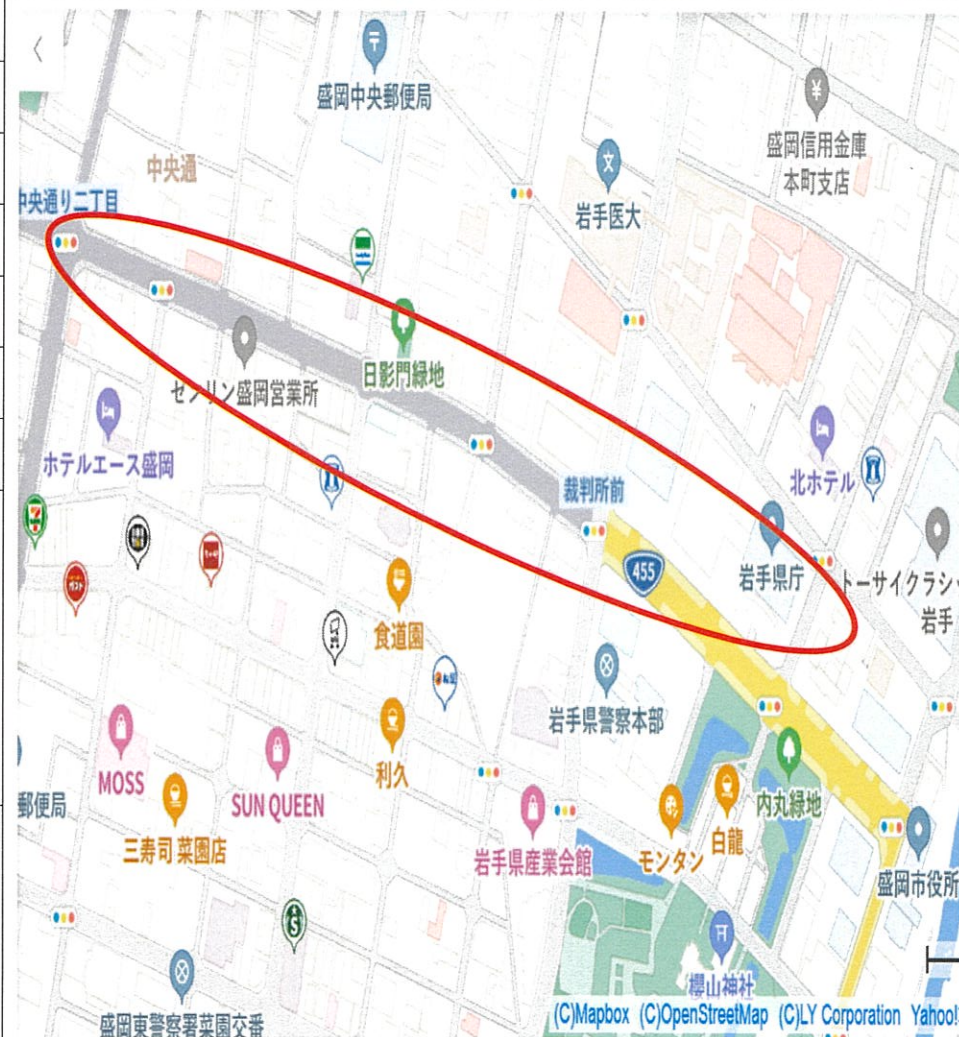 盛岡中央郵便局
盛岡信用金庫
本町支店
中央通
岩手医大
中央通り二丁目
日影門緑地
ゼンリン盛岡営業所
ホテルエース盛岡
裁判所前
北ホテル
455
岩手県庁
トーサイクラシッ
岩手
食道園
岩手県警察本部
MOSS
SUN QUEEN
利久
内丸緑地
郵便局
三寿司 菜園店
岩手県産業会館
モンタン
白龍
盛岡市役所
櫻山神社
盛岡東警察署菜園交番
(C)Mapbox (C)OpenStreetMap (C)LY Corporation Yahoo!